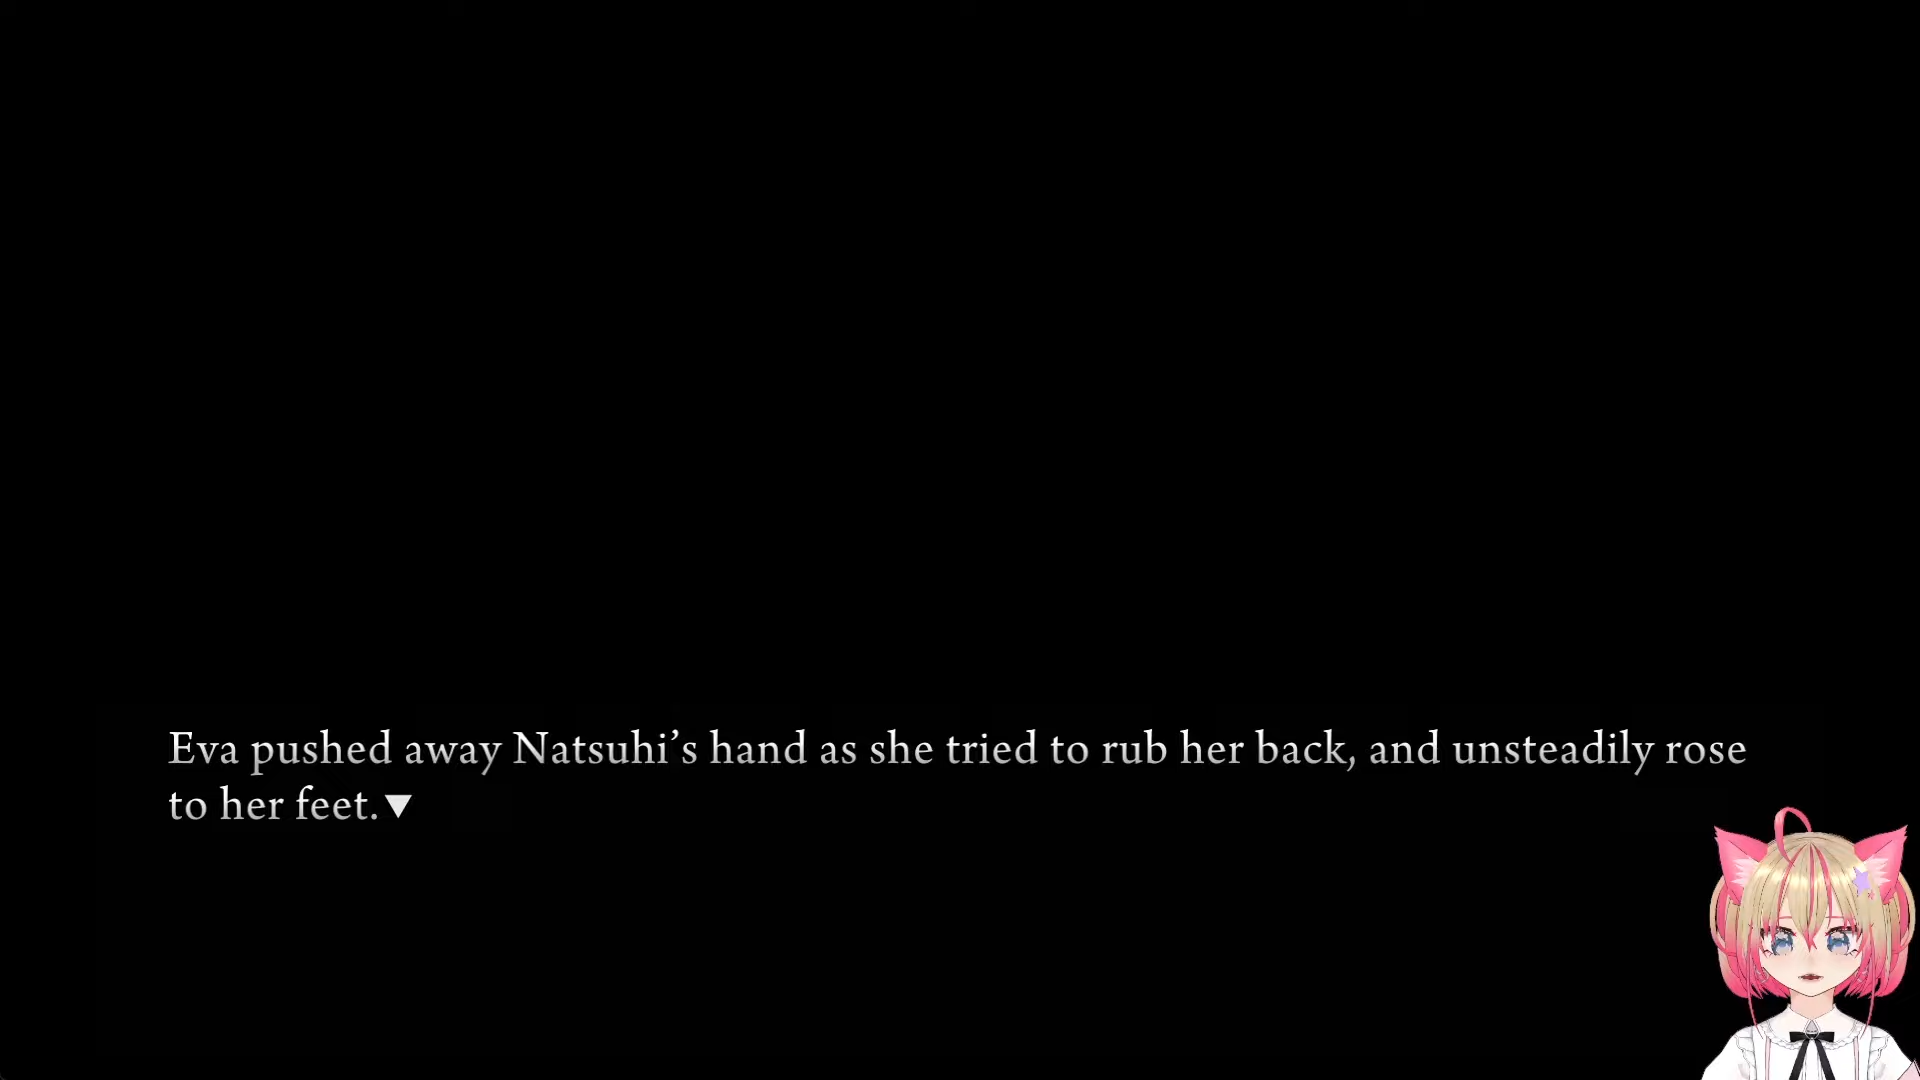 Eva pushed away Natsuhi’s hand as she tried to rub her back, and unsteadily rose
to her feet.▼